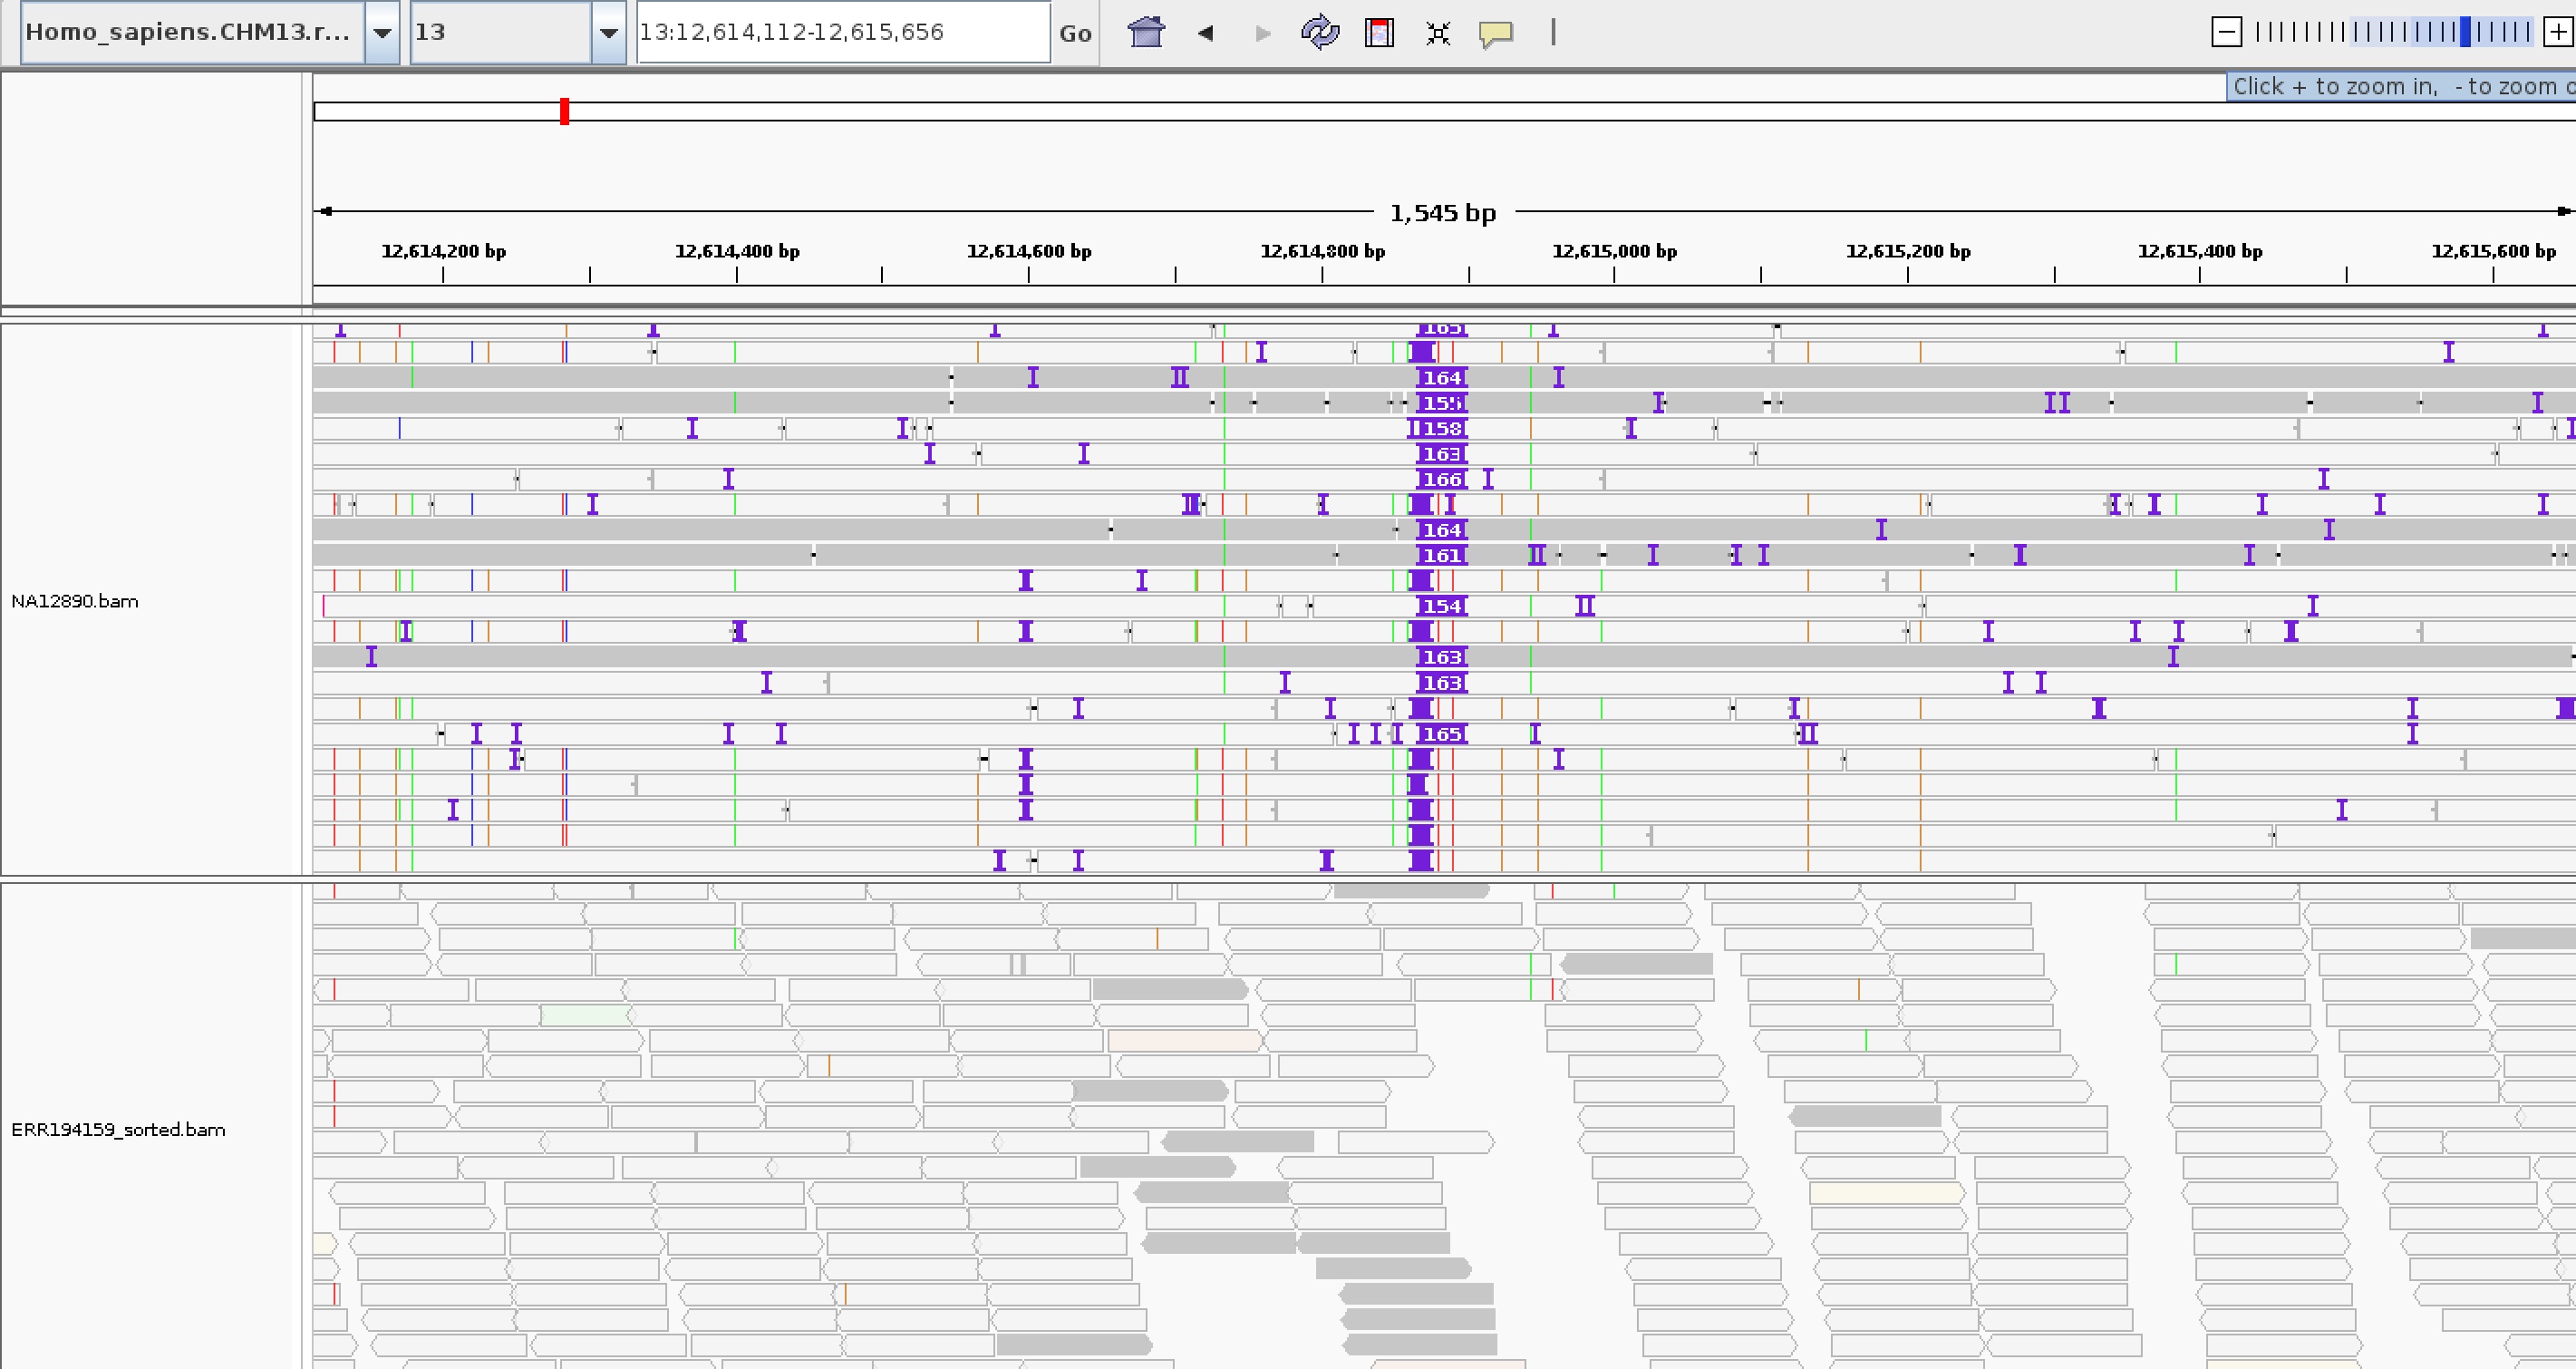 Homo_sapiens.CHM13.r... 13 13:12,614,112-12,615,656 Go
Click + to zoom in, - to zoom o
1,545 bp
12,614,200 bp 12,614,400 bp 12,614,600 bp 12,614,800 bp 12,615,000 bp 12,615,200 bp 12,615,400 bp 12,615,600 bp
165
164
158
163
166
164
161
NA12890.bam
154
163
163
165
ERR194159_sorted.bam